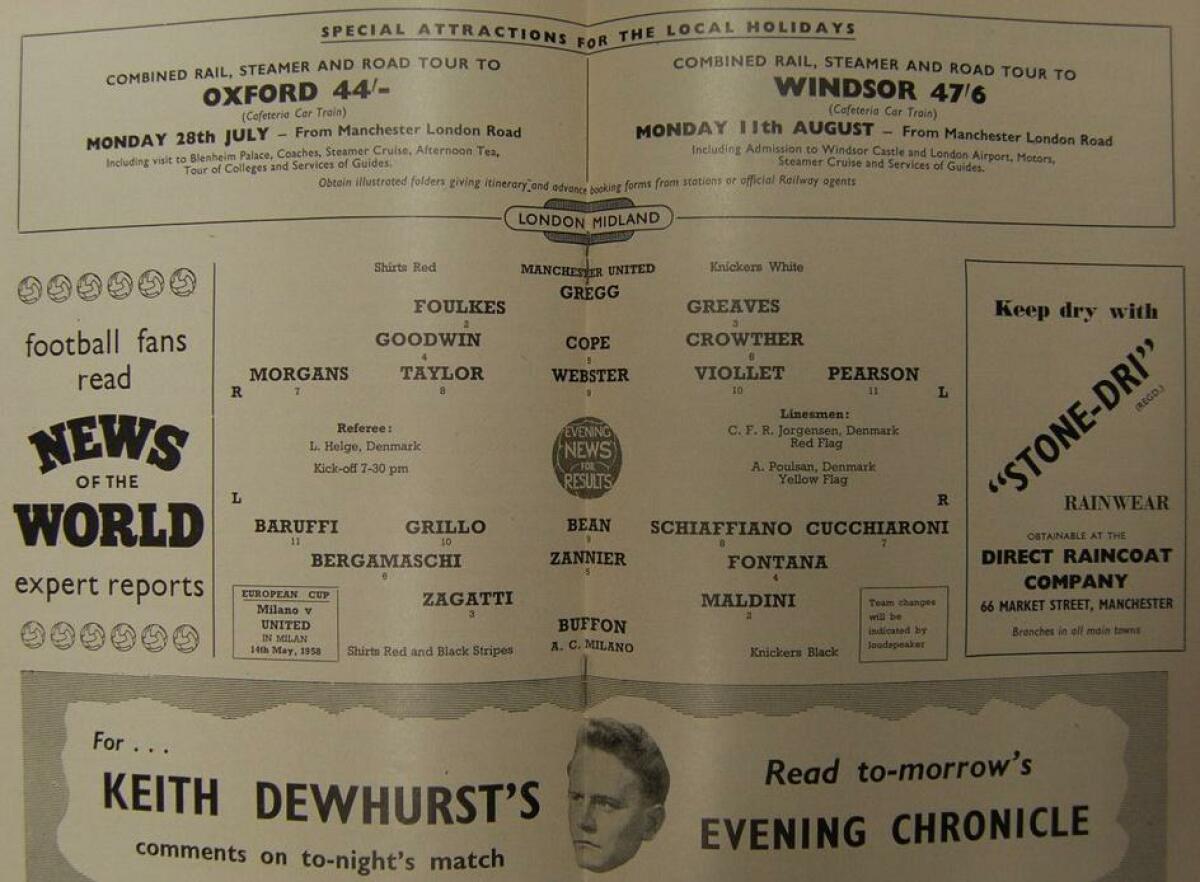 SPECIAL ATTRACTIONS FOR THE LOCAL HOLIDAYS
COMBINED RAIL, STEAMER AND ROAD TOUR TO
OXFORD 44/-
(Cafeteria Car Train)
MONDAY 28th JULY – From Manchester London Road
Including visit to Blenheim Palace, Coaches, Steamer Cruise, Afternoon Tea,
Tour of Colleges and Services of Guides.
COMBINED RAIL, STEAMER AND ROAD TOUR TO
WINDSOR 47/6
(Cafeteria Car Train)
MONDAY 11th AUGUST – From Manchester London Road
Including Admission to Windsor Castle and London Airport, Motors,
Steamer Cruise and Services of Guides.
Obtain illustrated folders giving itinerary and advance booking forms from stations or official Railway agents
LONDON MIDLAND
football fans
read
NEWS
OF THE
WORLD
expert reports
Shirts Red MANCHESTER UNITED Knickers White
GREGG
FOULKES GREAVES
2 3
GOODWIN COPE CROWTHER
4 5 6
MORGANS TAYLOR WEBSTER VIOLLET PEARSON
R 7 8 9 10 11 L
Referee:
L. Helge, Denmark
Kick-off 7-30 pm
EVENING
NEWS
FOR
RESULTS
Linesmen:
C. F. R. Jorgensen, Denmark
Red Flag
A. Poulsan, Denmark
Yellow Flag
L R
BARUFFI GRILLO BEAN SCHIAFFIANO CUCCHIARONI
11 10 9 8 7
BERGAMASCHI ZANNIER FONTANA
6 5 4
ZAGATTI MALDINI
3 2
BUFFON
Shirts Red and Black Stripes A. C. MILANO Knickers Black
EUROPEAN CUP
Milano v
UNITED
IN MILAN
14th May, 1958
Team changes
will be
indicated by
loudspeaker
Keep dry with
"STONE-DRI"
(REGD.)
RAINWEAR
OBTAINABLE AT THE
DIRECT RAINCOAT
COMPANY
66 MARKET STREET, MANCHESTER
Branches in all main towns
For . . .
KEITH DEWHURST'S
comments on to-night's match
Read to-morrow's
EVENING CHRONICLE